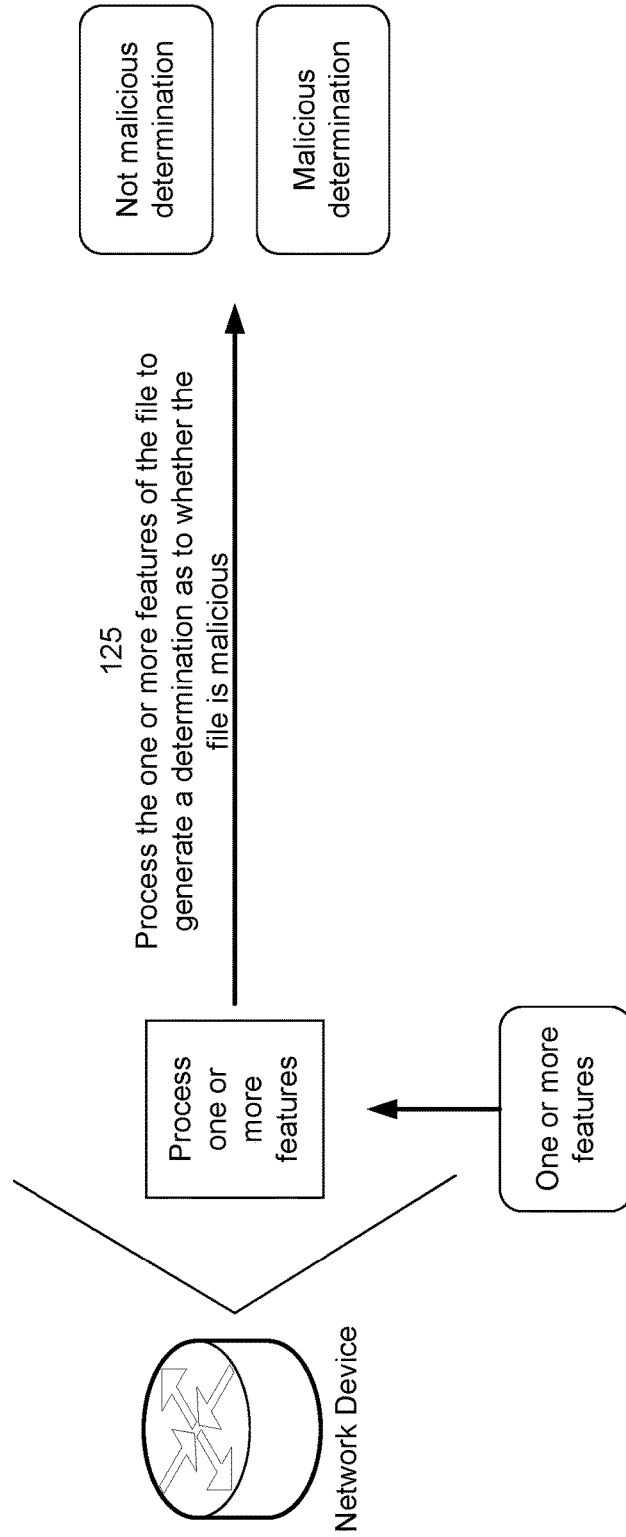 Network Device
Process
one or
more
features
One or more
features
125
Process the one or more features of the file to
generate a determination as to whether the
file is malicious
Not malicious
determination
Malicious
determination